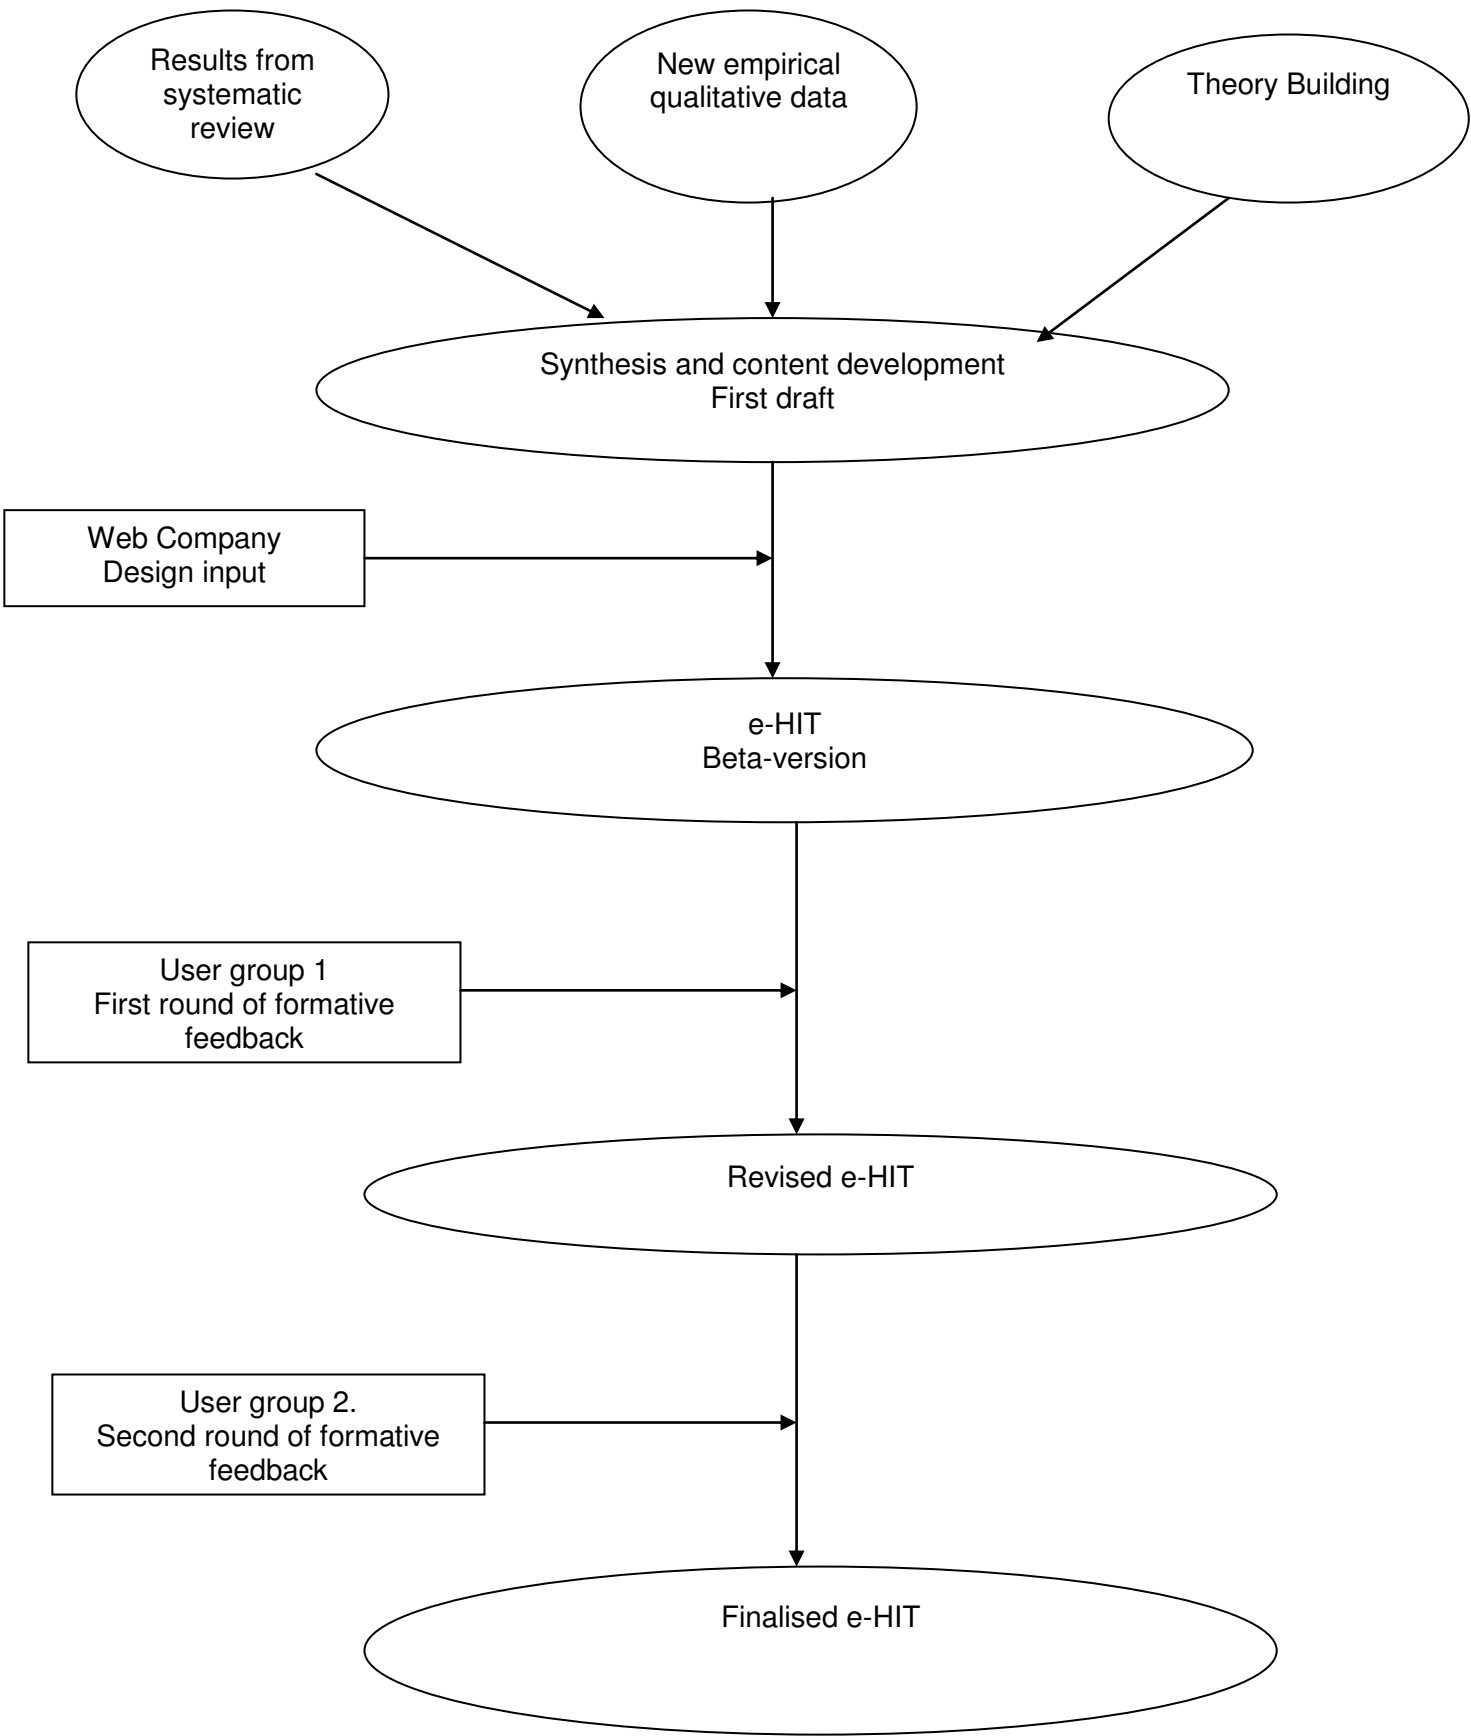 Results from
systematic
review
New empirical
qualitative data
Theory Building
Synthesis and content development
First draft
Web Company
Design input
e-HIT
Beta-version
User group 1
First round of formative
feedback
Revised e-HIT
User group 2.
Second round of formative
feedback
Finalised e-HIT